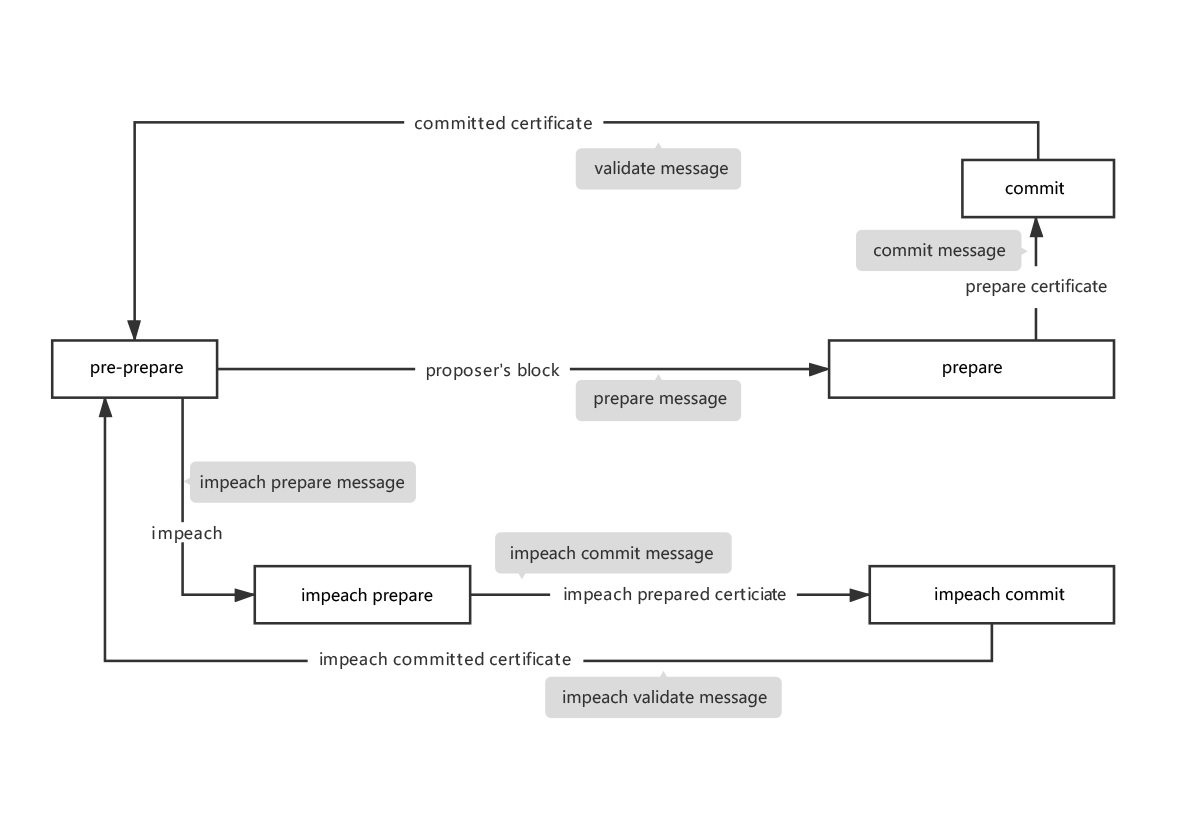 committed certificate
validate message
commit
commit message
prepare certificate
pre-prepare
proposer's block
prepare
prepare message
impeach prepare message
impeach
impeach commit message
impeach prepare
impeach prepared certiciate
impeach commit
impeach committed certificate
impeach validate message